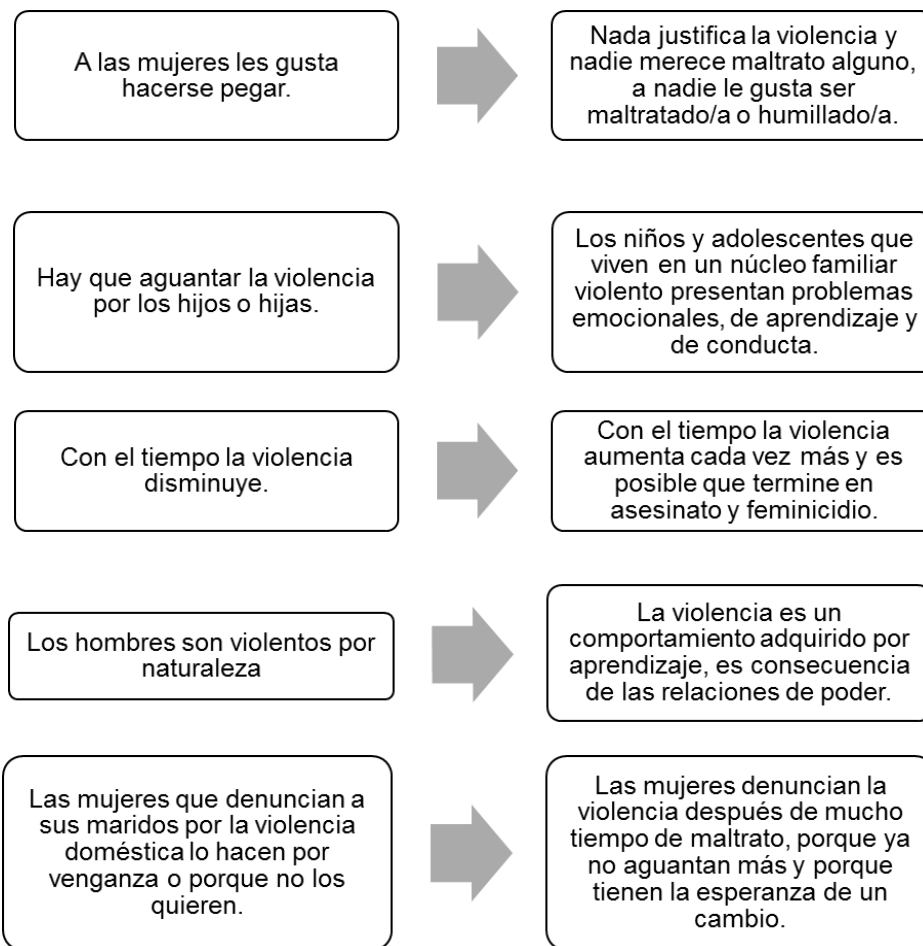 A las mujeres les gusta
hacerse pegar.
Nada justifica la violencia y
nadie merece maltrato alguno,
a nadie le gusta ser
maltratado/a o humillado/a.
Hay que aguantar la violencia
por los hijos o hijas.
Los niños y adolescentes que
viven en un núcleo familiar
violento presentan problemas
emocionales, de aprendizaje y
de conducta.
Con el tiempo la violencia
disminuye.
Con el tiempo la violencia
aumenta cada vez más y es
posible que termine en
asesinato y feminicidio.
Los hombres son violentos por
naturaleza
La violencia es un
comportamiento adquirido por
aprendizaje, es consecuencia
de las relaciones de poder.
Las mujeres que denuncian a
sus maridos por la violencia
doméstica lo hacen por
venganza o porque no los
quieren.
Las mujeres denuncian la
violencia después de mucho
tiempo de maltrato, porque ya
no aguantan más y porque
tienen la esperanza de un
cambio.